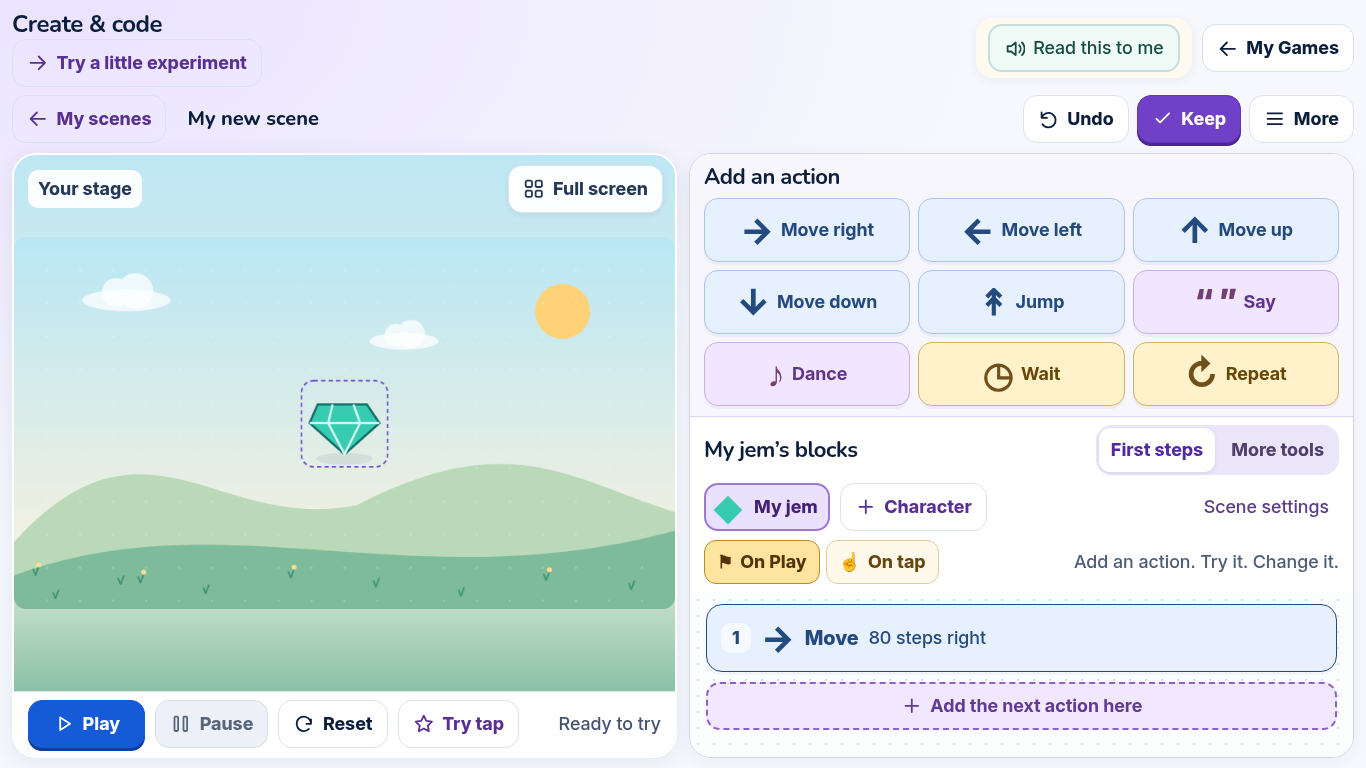 Create & code
Try a little experiment
Read this to me
My Games
My scenes
My new scene
Undo
Keep
More
Your stage
Full screen
Add an action
Move right
Move left
Move up
Move down
Jump
Say
Dance
Wait
Repeat
My jem’s blocks
First steps
More tools
My jem
Character
Scene settings
On Play
On tap
Add an action. Try it. Change it.
1 Move 80 steps right
Add the next action here
Play
Pause
Reset
Try tap
Ready to try